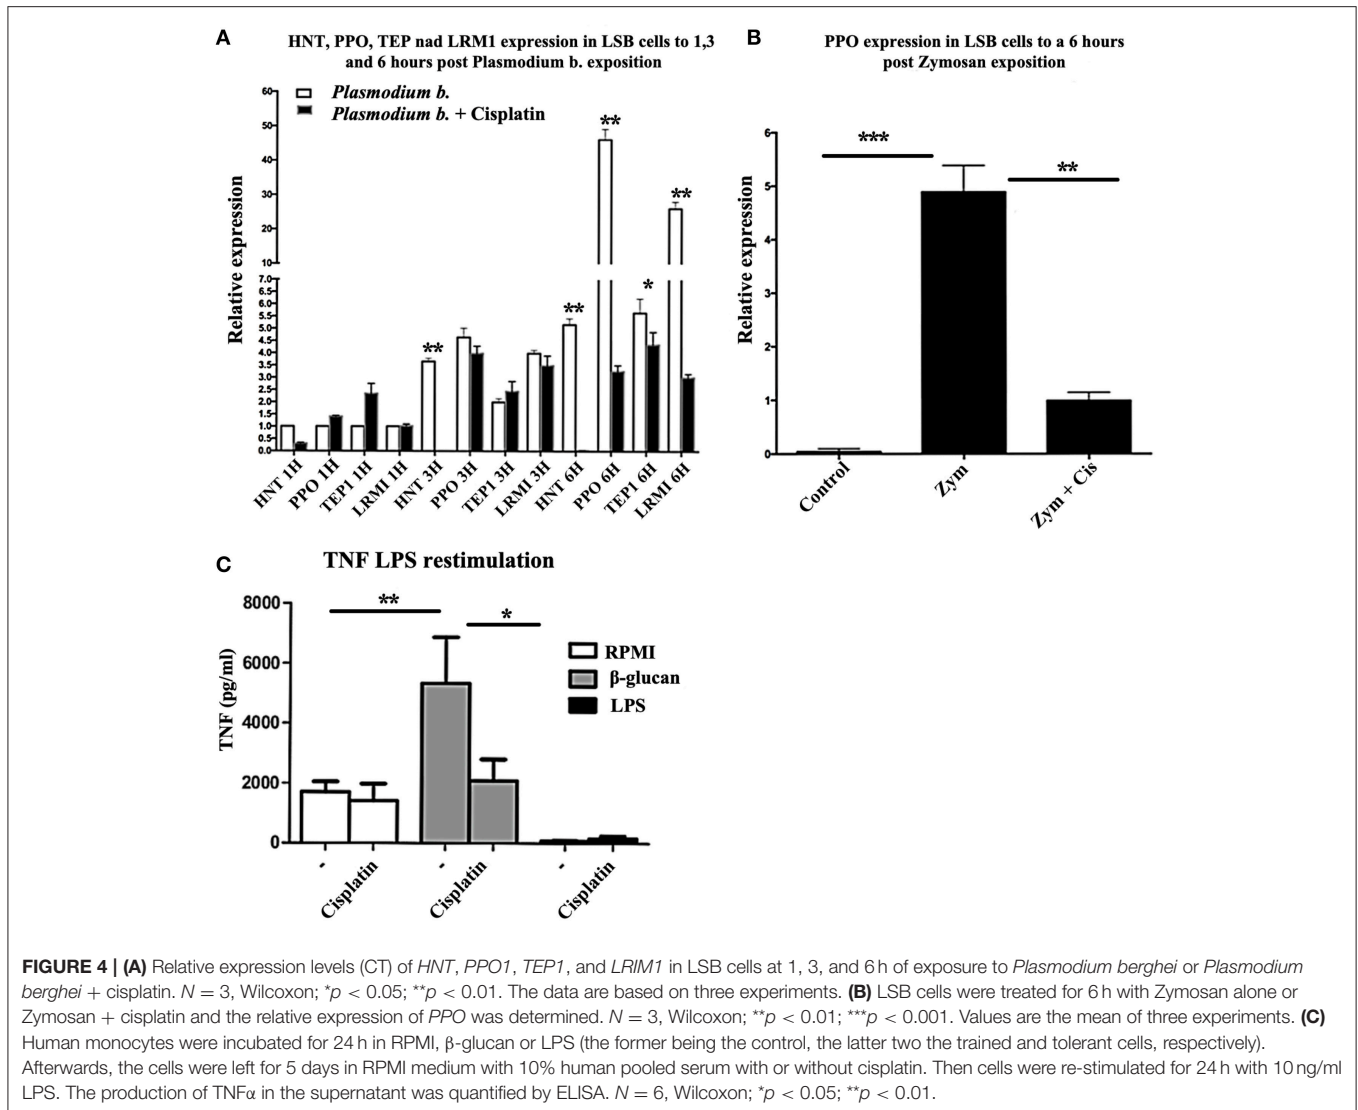 A
HNT, PPO, TEP nad LRM1 expression in LSB cells to 1,3
and 6 hours post Plasmodium b. exposition
Plasmodium b.
Plasmodium b. + Cisplatin
Relative expression
60
50
40
30
20
10
7.0
6.5
6.0
5.5
5.0
4.5
4.0
3.5
3.0
2.5
2.0
1.5
1.0
0.5
0.0
**
**
**
*
**
HNT 1H
PPO 1H
TEP1 1H
LRMI 1H
HNT 3H
PPO 3H
TEP1 3H
LRMI 3H
HNT 6H
PPO 6H
TEP1 6H
LRMI 6H
B
PPO expression in LSB cells to a 6 hours
post Zymosan exposition
Relative expression
6
5
4
3
2
1
0
***
**
Control
Zym
Zym + Cis
C
TNF LPS restimulation
TNF (pg/ml)
8000
6000
4000
2000
0
**
*
RPMI
β-glucan
LPS
-
Cisplatin
-
Cisplatin
-
Cisplatin
FIGURE 4 | (A) Relative expression levels (CT) of HNT, PPO1, TEP1, and LRIM1 in LSB cells at 1, 3, and 6 h of exposure to Plasmodium berghei or Plasmodium
berghei + cisplatin. N = 3, Wilcoxon; *p < 0.05; **p < 0.01. The data are based on three experiments. (B) LSB cells were treated for 6 h with Zymosan alone or
Zymosan + cisplatin and the relative expression of PPO was determined. N = 3, Wilcoxon; **p < 0.01; ***p < 0.001. Values are the mean of three experiments. (C)
Human monocytes were incubated for 24 h in RPMI, β-glucan or LPS (the former being the control, the latter two the trained and tolerant cells, respectively).
Afterwards, the cells were left for 5 days in RPMI medium with 10% human pooled serum with or without cisplatin. Then cells were re-stimulated for 24 h with 10 ng/ml
LPS. The production of TNFα in the supernatant was quantified by ELISA. N = 6, Wilcoxon; *p < 0.05; **p < 0.01.